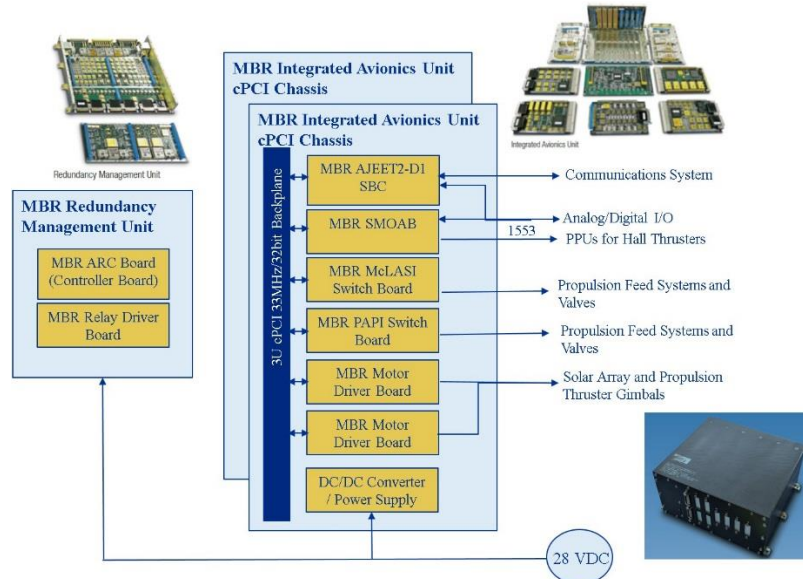 Redundancy Management Unit
MBR Redundancy
Management Unit
MBR ARC Board
(Controller Board)
MBR Relay Driver
Board
MBR Integrated Avionics Unit
cPCI Chassis
MBR Integrated Avionics Unit
cPCI Chassis
3U cPCI 33MHz/32bit Backplane
MBR AJEET2-D1
SBC
MBR SMOAB
MBR McLASI
Switch Board
MBR PAPI Switch
Board
MBR Motor
Driver Board
MBR Motor
Driver Board
DC/DC Converter
/ Power Supply
Integrated Avionics Unit
Communications System
Analog/Digital I/O
1553
PPUs for Hall Thrusters
Propulsion Feed Systems and
Valves
Propulsion Feed Systems and
Valves
Solar Array and Propulsion
Thruster Gimbals
28 VDC